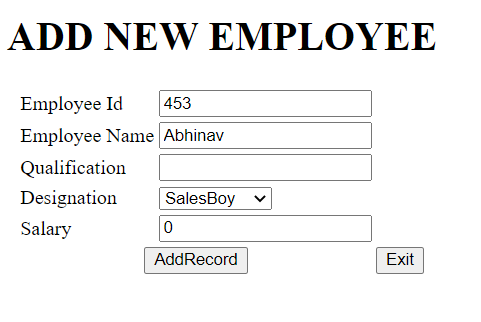 ADD NEW EMPLOYEE
Employee Id 453
Employee Name Abhinav
Qualification
Designation SalesBoy
Salary 0
AddRecord Exit